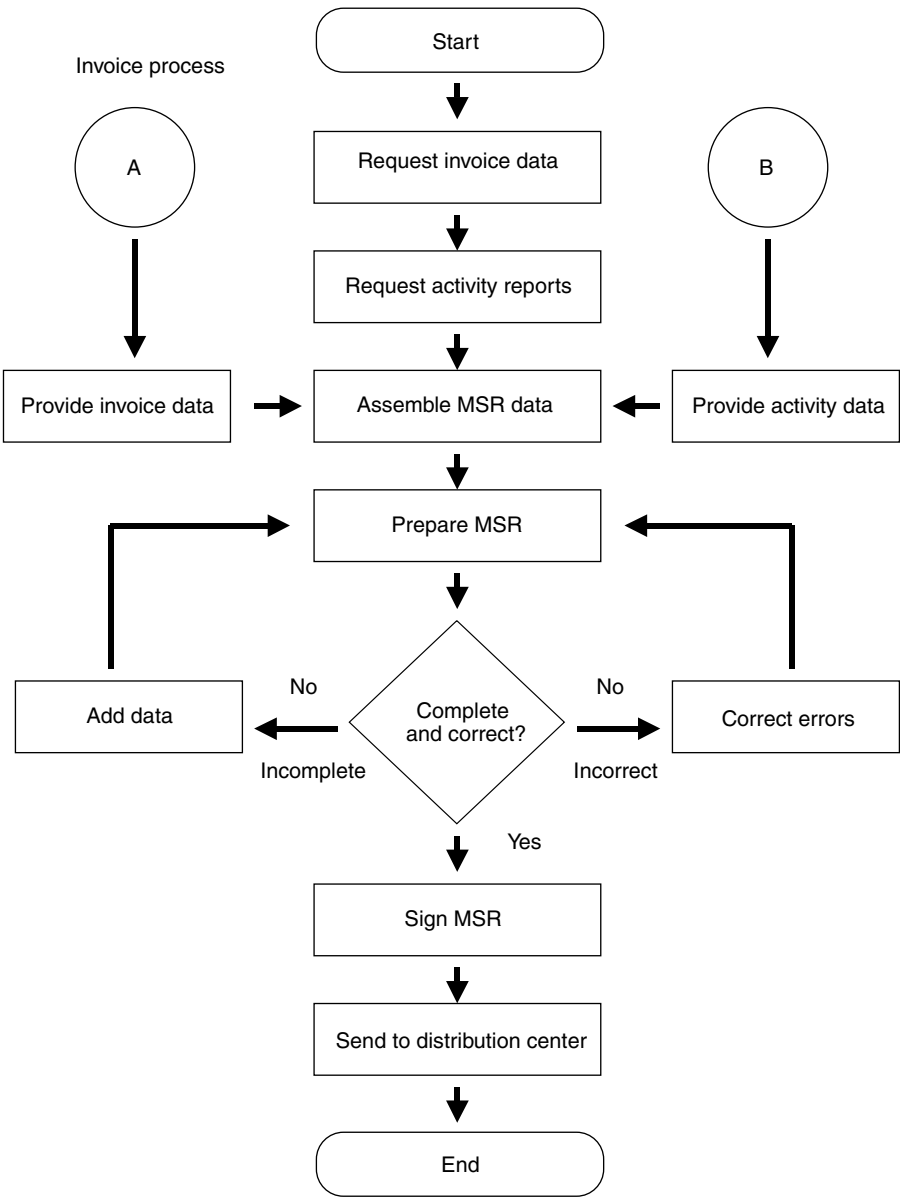 Start
Invoice process
A
Request invoice data
B
Request activity reports
Provide invoice data
Assemble MSR data
Provide activity data
Prepare MSR
No
No
Add data
Complete
and correct?
Correct errors
Incomplete
Incorrect
Yes
Sign MSR
Send to distribution center
End